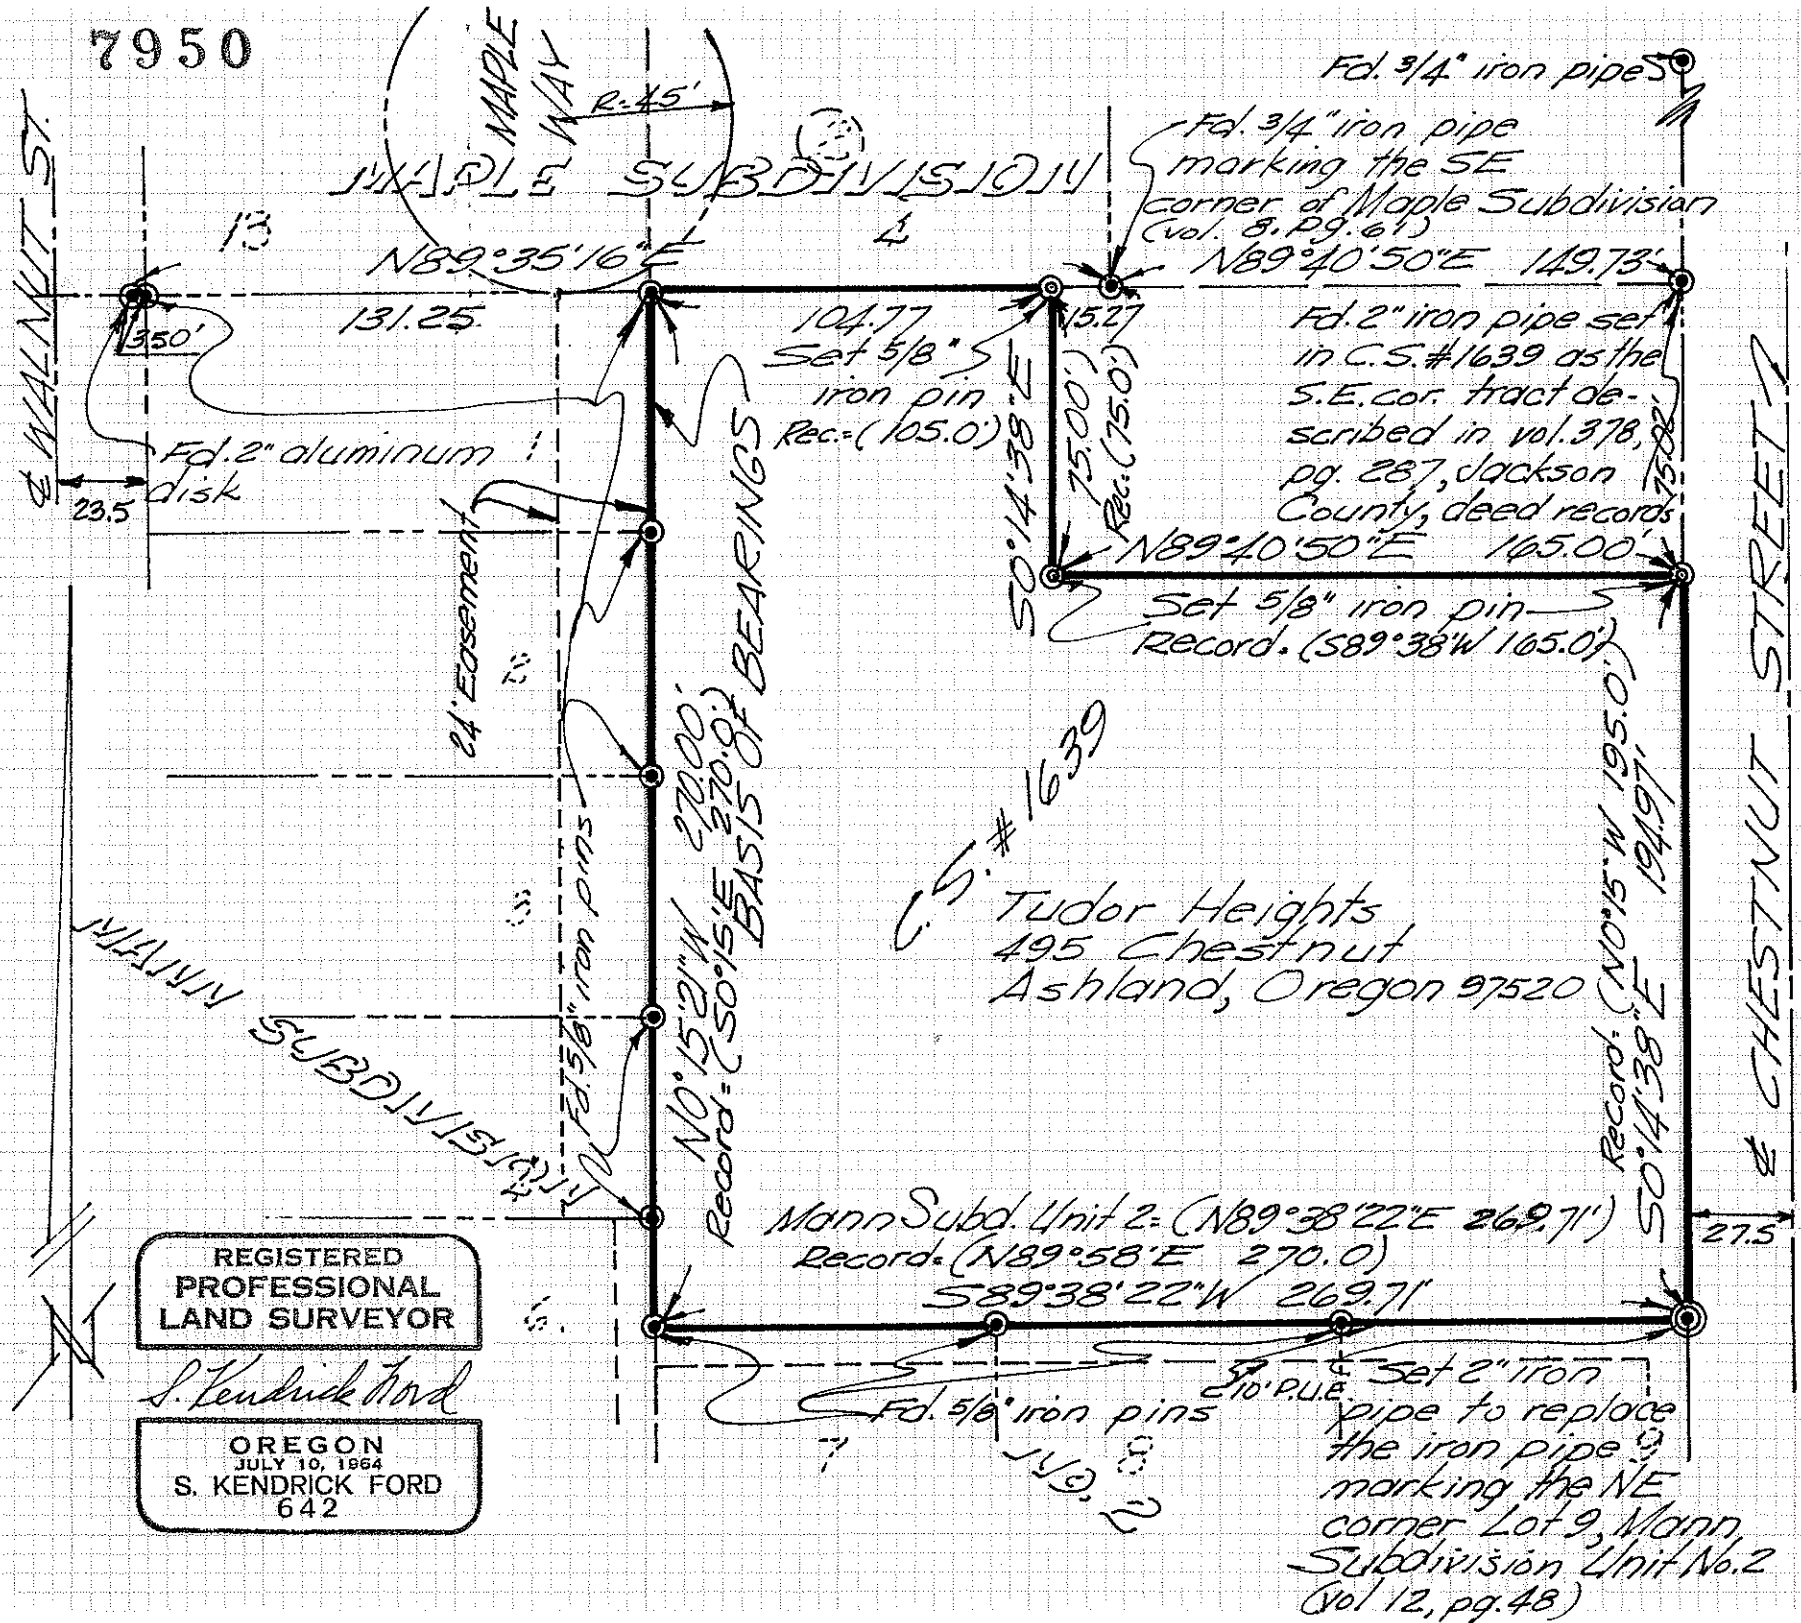 7950
MAPLE
WAY
R=45'
Fd. 3/4" iron pipe
Fd. 3/4" iron pipe
marking the SE
corner of Maple Subdivision
(vol. 8. Pg. 61)
MAPLE SUBDIVISION
℄ WALNUT ST.
13
4
N89°35'16"E
N89°40'50"E 149.73'
131.25
3.50'
104.77
15.27
Set 5/8"
iron pin
Rec.=(105.0')
Fd. 2" iron pipe set
in C.S. #1639 as the
S.E. cor. tract de-
scribed in vol. 378,
pg. 287, Jackson
County, deed records
75.02'
S0°14'38"E
75.00'
Rec.(75.0')
Fd. 2" aluminum
disk
1
23.5
24' Easement
N89°40'50"E 165.00'
Set 5/8" iron pin
Record. (S89°38'W 165.0')
2
℄ CHESTNUT STREET
N0°15'21"W 270.00'
Record=(S0°15'E 270.0')
BASIS OF BEARINGS
C.S. #1639
Tudor Heights
495 Chestnut
Ashland, Oregon 97520
Record: (N0°15'W 195.0')
S0°14'38"E 194.97'
3
Fd. 5/8" iron pins
MANN SUBDIVISION
4
Mann Subd. Unit 2= (N89°38'22"E 269.71')
Record. (N89°58'E 270.0)
S89°38'22"W 269.71'
27.5
REGISTERED
PROFESSIONAL
LAND SURVEYOR
S. Kendrick Ford
OREGON
JULY 10, 1964
S. KENDRICK FORD
642
N
5.
Fd. 5/8" iron pins
10' P.U.E.
7
8
9
NO. 2
Set 2" Iron
pipe to replace
the iron pipe
marking the NE
corner Lot 9, Mann
Subdivision Unit No.2
(vol 12, pg. 48)